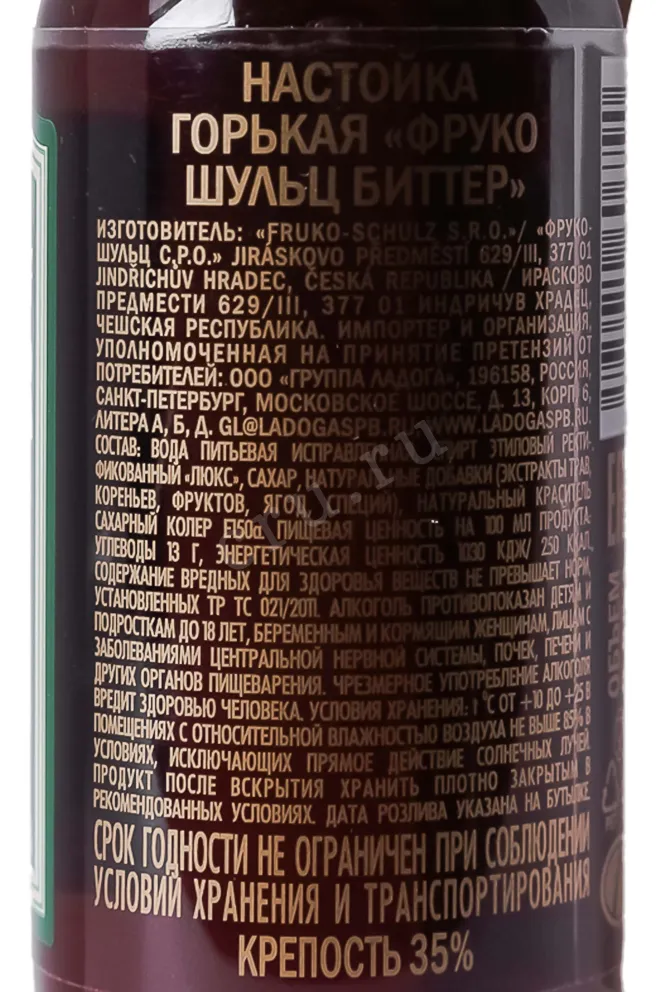 НАСТОЙКА
ГОРЬКАЯ «ФРУКО
ШУЛЬЦ БИТТЕР»
ИЗГОТОВИТЕЛЬ: «FRUKO-SCHULZ S.R.O.»/ «ФРУКО-
ШУЛЬЦ С.Р.О.» JIRÁSKOVO PŘEDMĚSTÍ 629/III, 377 01
JINDŘICHŮV HRADEC, ČESKÁ REPUBLIKA / ИРАСКОВО
ПРЕДМЕСТИ 629/III, 377 01 ИНДРИЧУВ ХРАДЕЦ,
ЧЕШСКАЯ РЕСПУБЛИКА. ИМПОРТЕР И ОРГАНИЗАЦИЯ,
УПОЛНОМОЧЕННАЯ НА ПРИНЯТИЕ ПРЕТЕНЗИЙ ОТ
ПОТРЕБИТЕЛЕЙ: ООО «ГРУППА ЛАДОГА», 196158, РОССИЯ,
САНКТ-ПЕТЕРБУРГ, МОСКОВСКОЕ ШОССЕ, Д. 13, КОРП. 6,
ЛИТЕРА А, Б, Д. GL@LADOGASPB.RU, WWW.LADOGASPB.RU.
СОСТАВ: ВОДА ПИТЬЕВАЯ ИСПРАВЛЕННАЯ, СПИРТ ЭТИЛОВЫЙ РЕКТИ-
ФИКОВАННЫЙ «ЛЮКС», САХАР, НАТУРАЛЬНЫЕ ДОБАВКИ (ЭКСТРАКТЫ ТРАВ,
КОРЕНЬЕВ, ФРУКТОВ, ЯГОД, СПЕЦИЙ), НАТУРАЛЬНЫЙ КРАСИТЕЛЬ
САХАРНЫЙ КОЛЕР Е150d. ПИЩЕВАЯ ЦЕННОСТЬ НА 100 МЛ ПРОДУКТА:
УГЛЕВОДЫ 13 Г, ЭНЕРГЕТИЧЕСКАЯ ЦЕННОСТЬ 1030 КДЖ/ 250 ККАЛ.
СОДЕРЖАНИЕ ВРЕДНЫХ ДЛЯ ЗДОРОВЬЯ ВЕЩЕСТВ НЕ ПРЕВЫШАЕТ НОРМ,
УСТАНОВЛЕННЫХ ТР ТС 021/2011. АЛКОГОЛЬ ПРОТИВОПОКАЗАН ДЕТЯМ И
ПОДРОСТКАМ ДО 18 ЛЕТ, БЕРЕМЕННЫМ И КОРМЯЩИМ ЖЕНЩИНАМ, ЛИЦАМ С
ЗАБОЛЕВАНИЯМИ ЦЕНТРАЛЬНОЙ НЕРВНОЙ СИСТЕМЫ, ПОЧЕК, ПЕЧЕНИ И
ДРУГИХ ОРГАНОВ ПИЩЕВАРЕНИЯ. ЧРЕЗМЕРНОЕ УПОТРЕБЛЕНИЕ АЛКОГОЛЯ
ВРЕДИТ ЗДОРОВЬЮ ЧЕЛОВЕКА. УСЛОВИЯ ХРАНЕНИЯ: t °C ОТ +10 ДО +25 В
ПОМЕЩЕНИЯХ С ОТНОСИТЕЛЬНОЙ ВЛАЖНОСТЬЮ ВОЗДУХА НЕ ВЫШЕ 85% В
УСЛОВИЯХ, ИСКЛЮЧАЮЩИХ ПРЯМОЕ ДЕЙСТВИЕ СОЛНЕЧНЫХ ЛУЧЕЙ.
ПРОДУКТ ПОСЛЕ ВСКРЫТИЯ ХРАНИТЬ ПЛОТНО ЗАКРЫТЫМ В
РЕКОМЕНДОВАННЫХ УСЛОВИЯХ. ДАТА РОЗЛИВА УКАЗАНА НА БУТЫЛКЕ.
СРОК ГОДНОСТИ НЕ ОГРАНИЧЕН ПРИ СОБЛЮДЕНИИ
УСЛОВИЙ ХРАНЕНИЯ И ТРАНСПОРТИРОВАНИЯ
КРЕПОСТЬ 35%
ОБЪЕМ
cru.ru